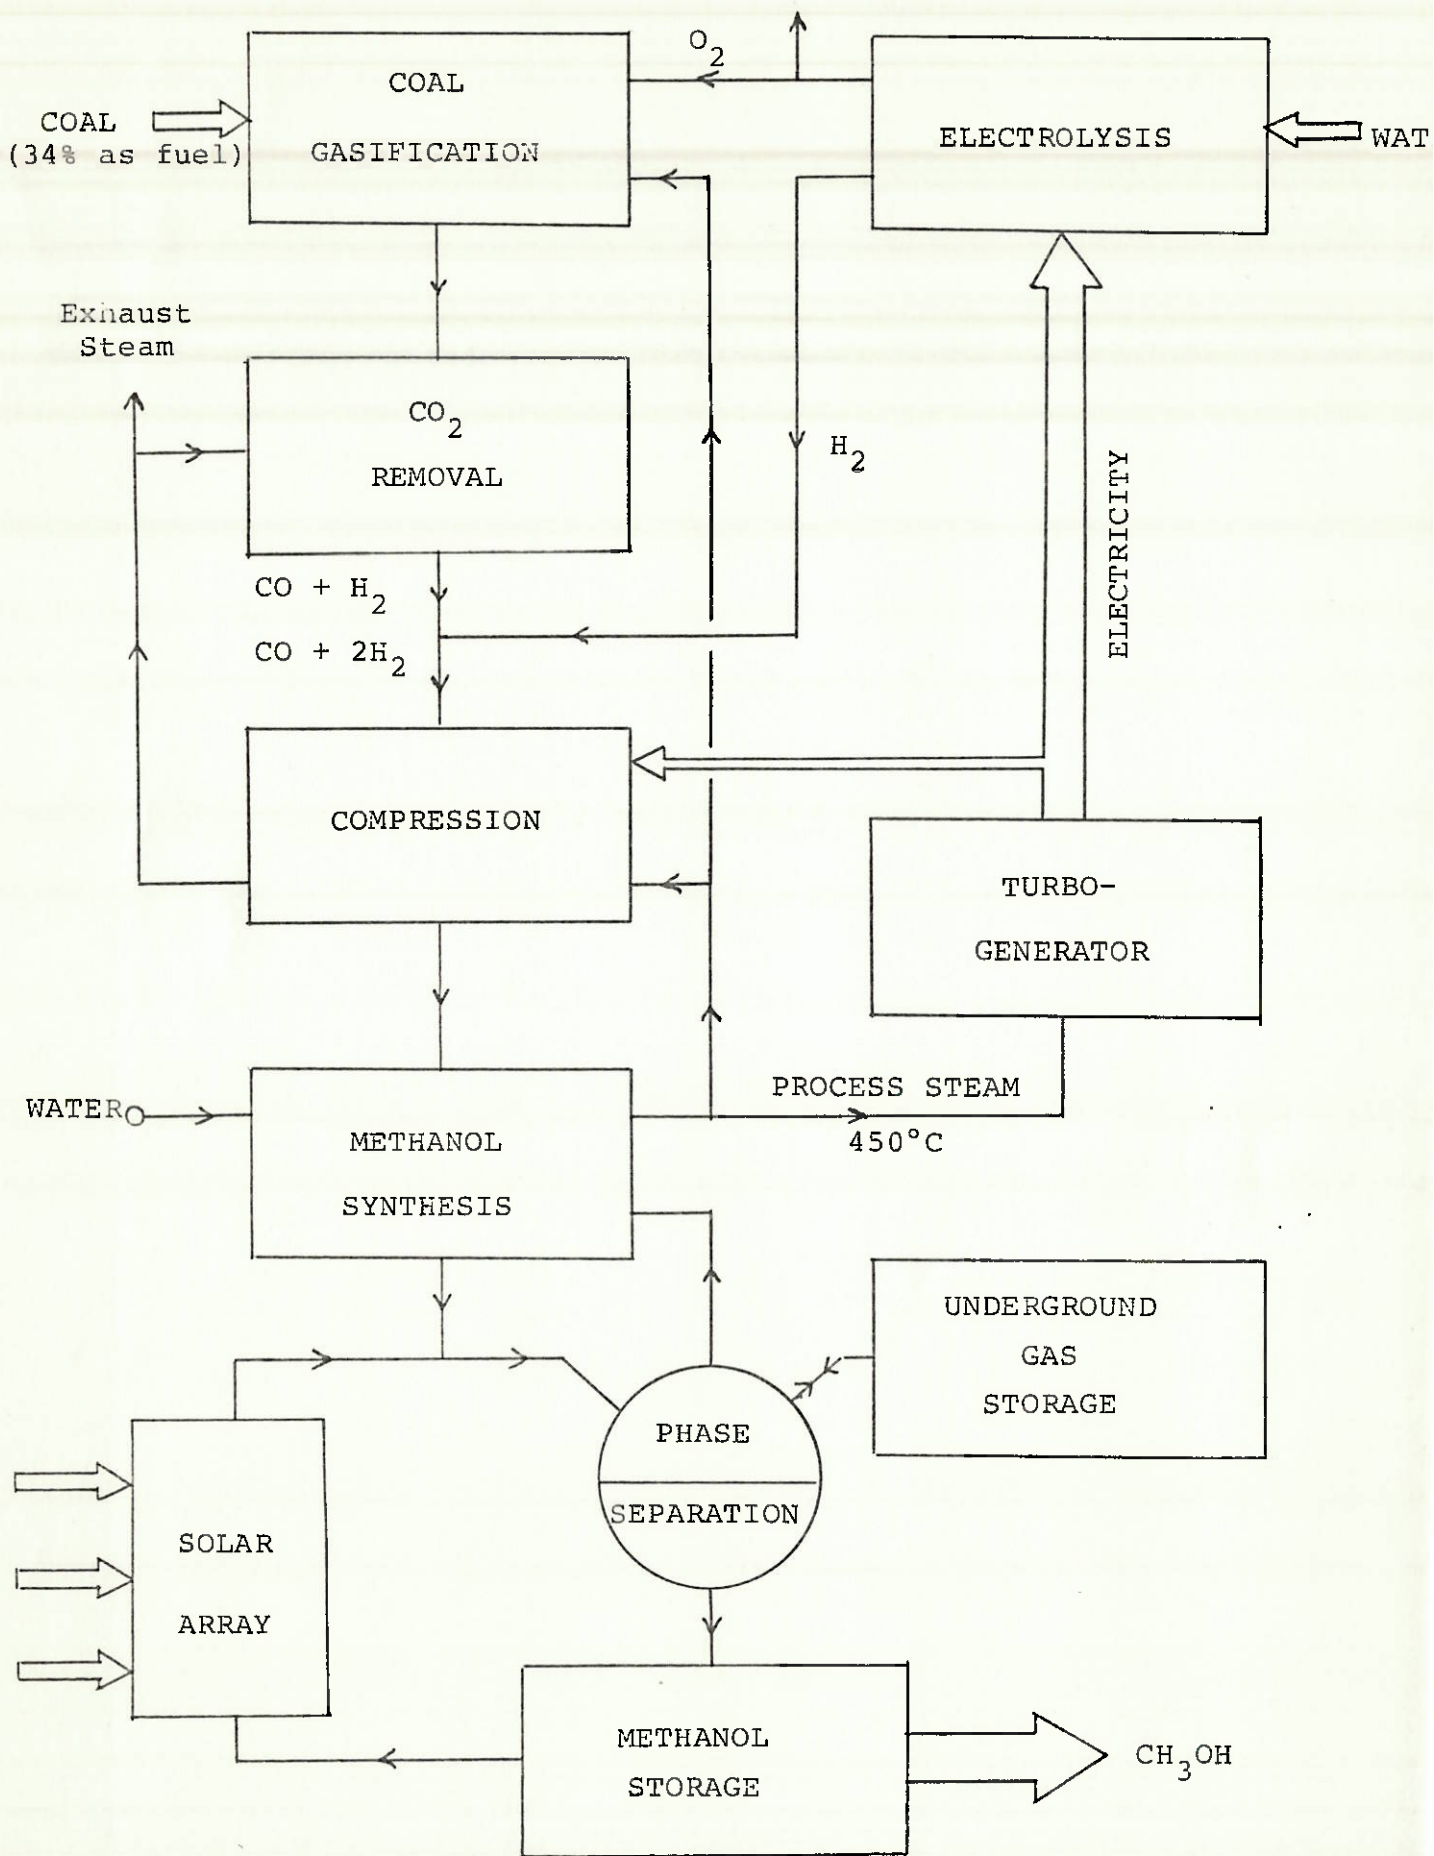 O2
COAL
GASIFICATION
COAL
(34% as fuel)
ELECTROLYSIS
WAT
Exhaust
Steam
CO2
REMOVAL
H2
ELECTRICITY
CO + H2
CO + 2H2
COMPRESSION
TURBO-
GENERATOR
PROCESS STEAM
450°C
WATER
METHANOL
SYNTHESIS
UNDERGROUND
GAS
STORAGE
PHASE
SEPARATION
SOLAR
ARRAY
METHANOL
STORAGE
CH3OH